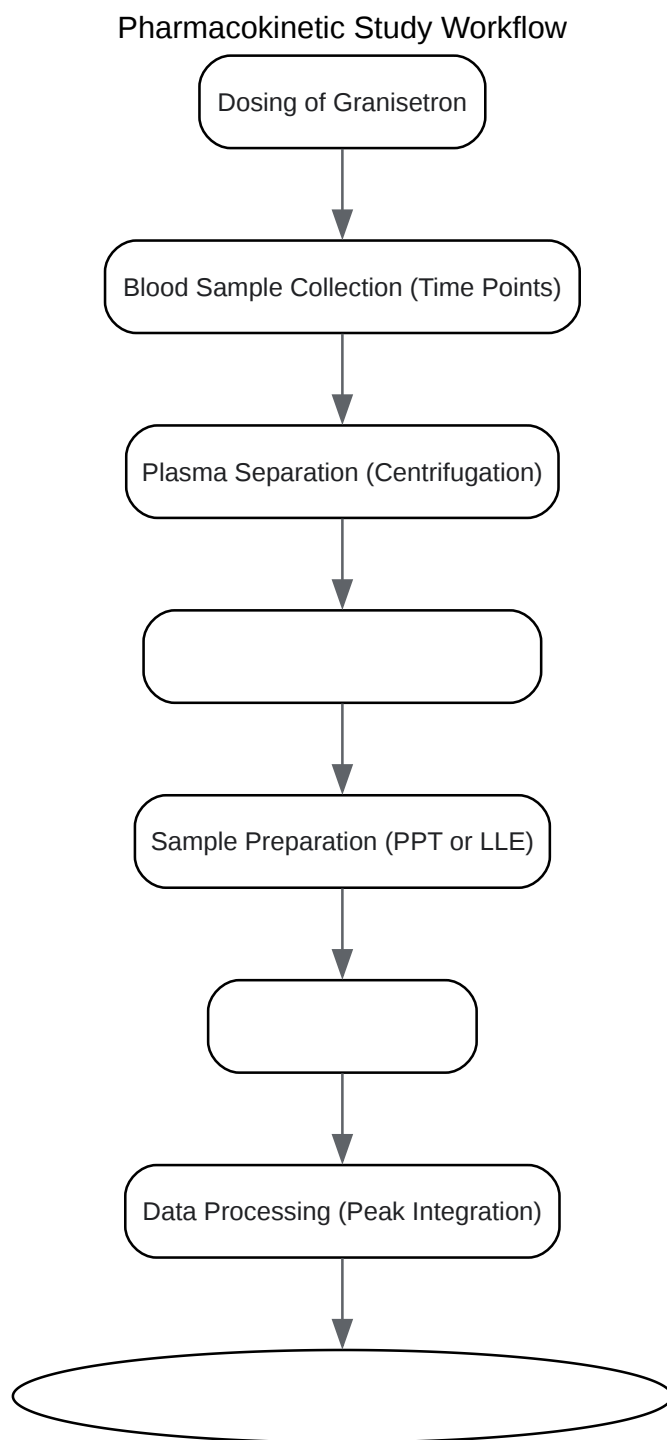 Pharmacokinetic Study Workflow
Dosing of Granisetron
Blood Sample Collection (Time Points)
Plasma Separation (Centrifugation)
Sample Preparation (PPT or LLE)
Data Processing (Peak Integration)